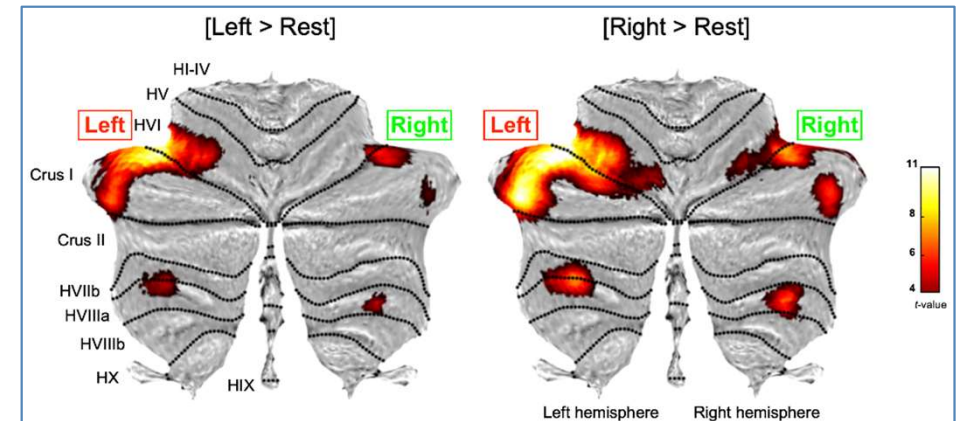 [Left > Rest]
[Right > Rest]
HI-IV
HV
HVI
Left
Right
Left
Right
Crus I
Crus II
HVIIb
HVIIIa
HVIIIb
HX
HIX
11
8
6
4
t-value
Left hemisphere
Right hemisphere